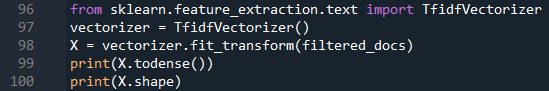 96 from sklearn.feature_extraction.text import TfidfVectorizer
97 vectorizer = TfidfVectorizer()
98 X = vectorizer.fit_transform(filtered_docs)
99 print(X.todense())
100 print(X.shape)